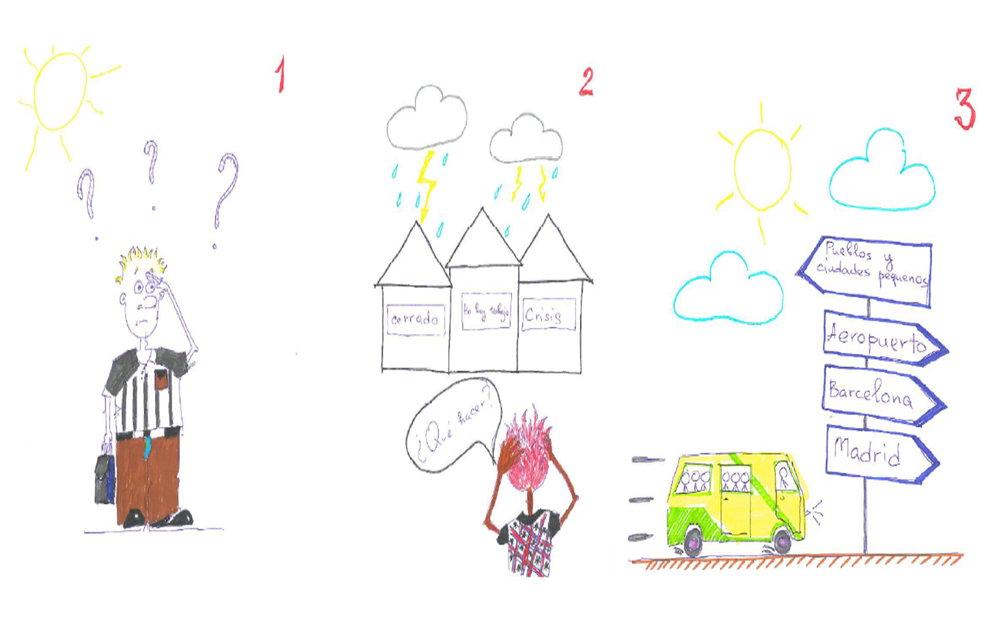 1
2
3
? ? ?
cerrado
No hay trabajo
Crisis
¿Qué hacer?
Pueblos y
ciudades pequeños
Aeropuerto
Barcelona
Madrid